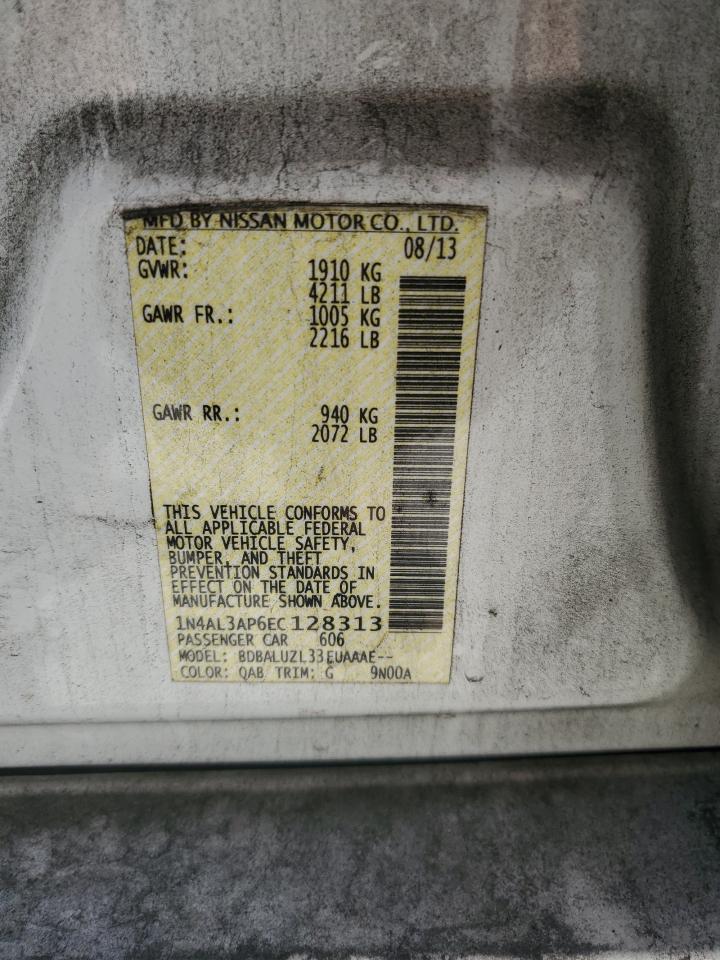 MFD BY NISSAN MOTOR CO., LTD.
DATE: 08/13
GVWR: 1910 KG
4211 LB
GAWR FR.: 1005 KG
2216 LB
GAWR RR.: 940 KG
2072 LB
THIS VEHICLE CONFORMS TO
ALL APPLICABLE FEDERAL
MOTOR VEHICLE SAFETY,
BUMPER, AND THEFT
PREVENTION STANDARDS IN
EFFECT ON THE DATE OF
MANUFACTURE SHOWN ABOVE.
1N4AL3AP6EC128313
PASSENGER CAR 606
MODEL: BDBALUZL33EUAAAE--
COLOR: QAB TRIM: G 9N00A